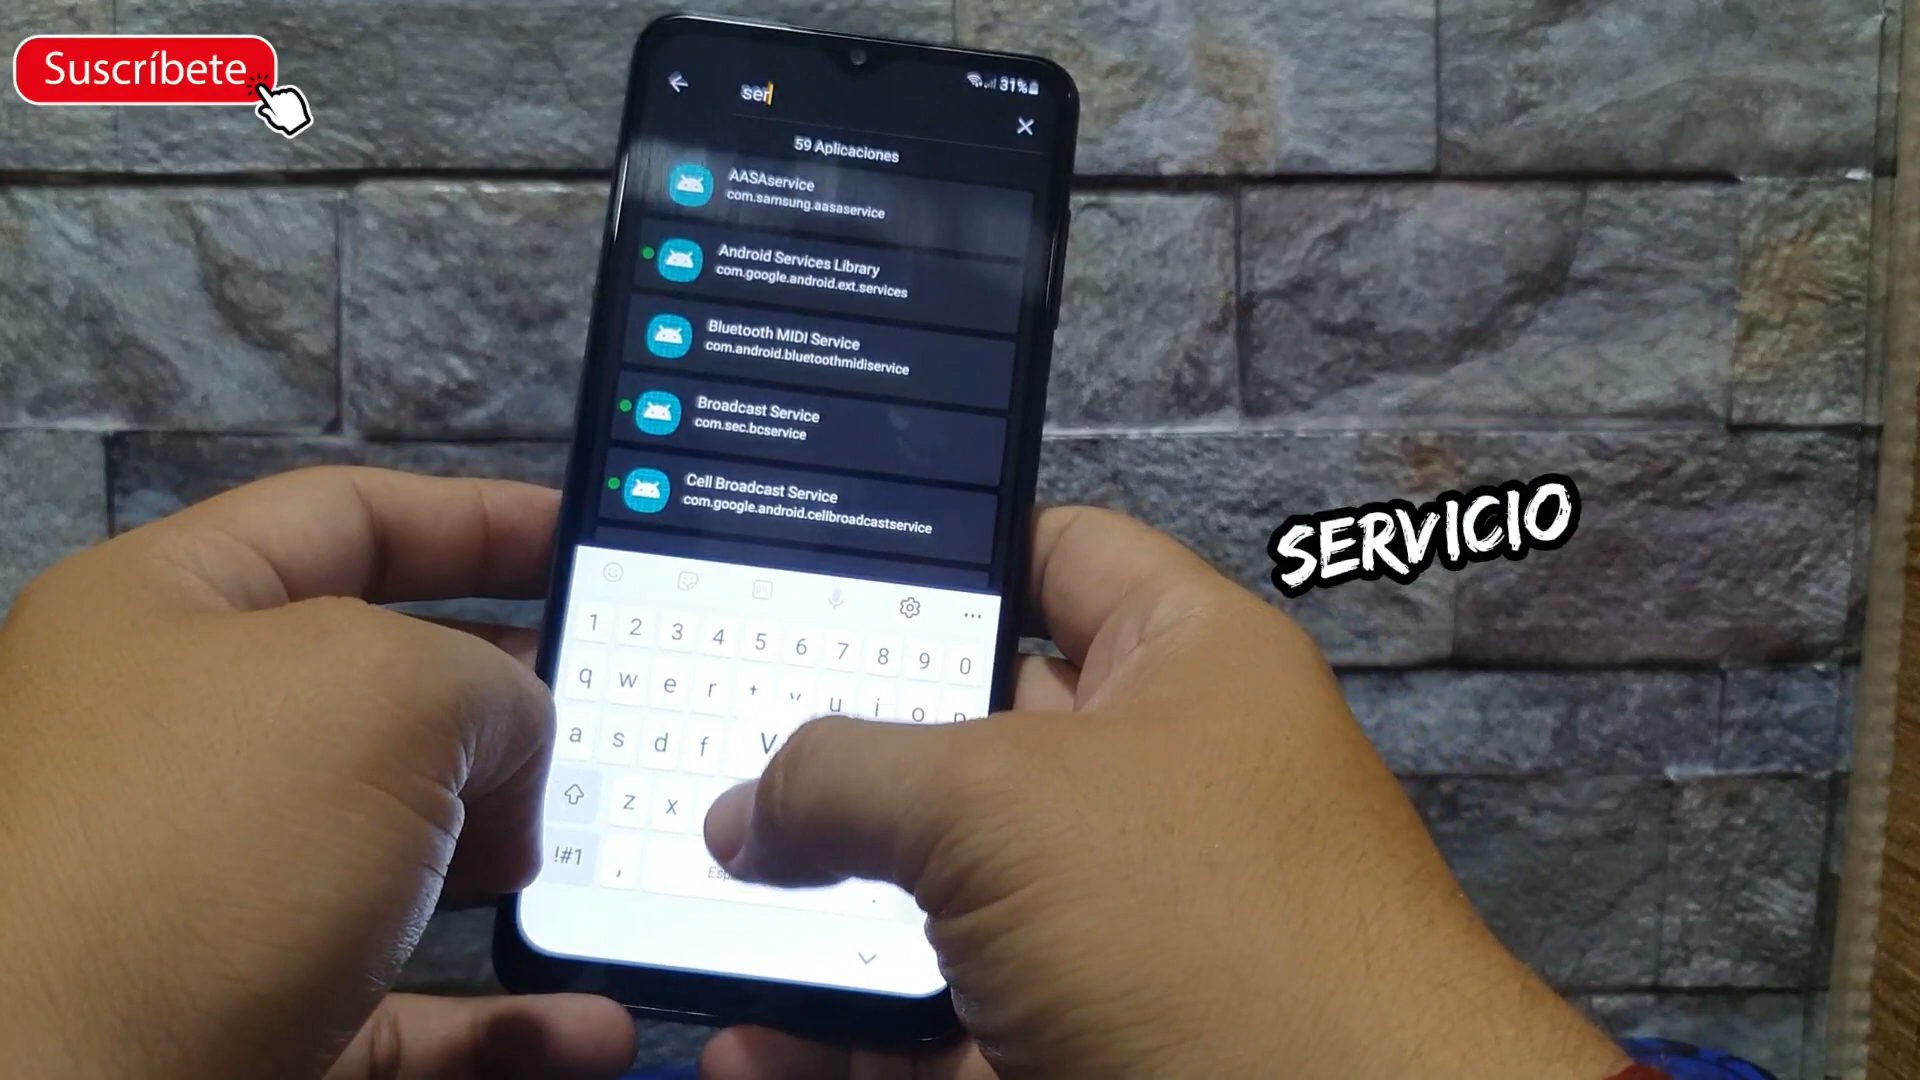 Suscríbete
31%
ser
59 Aplicaciones
AASAservice
com.samsung.aasaservice
Android Services Library
com.google.android.ext.services
Bluetooth MIDI Service
com.android.bluetoothmidiservice
Broadcast Service
com.sec.bcservice
Cell Broadcast Service
com.google.android.cellbroadcastservice
SERVICIO
1 2 3 4 5 6 7 8 9 0
q w e r t y u i o p
a s d f v
z x
!#1 , .